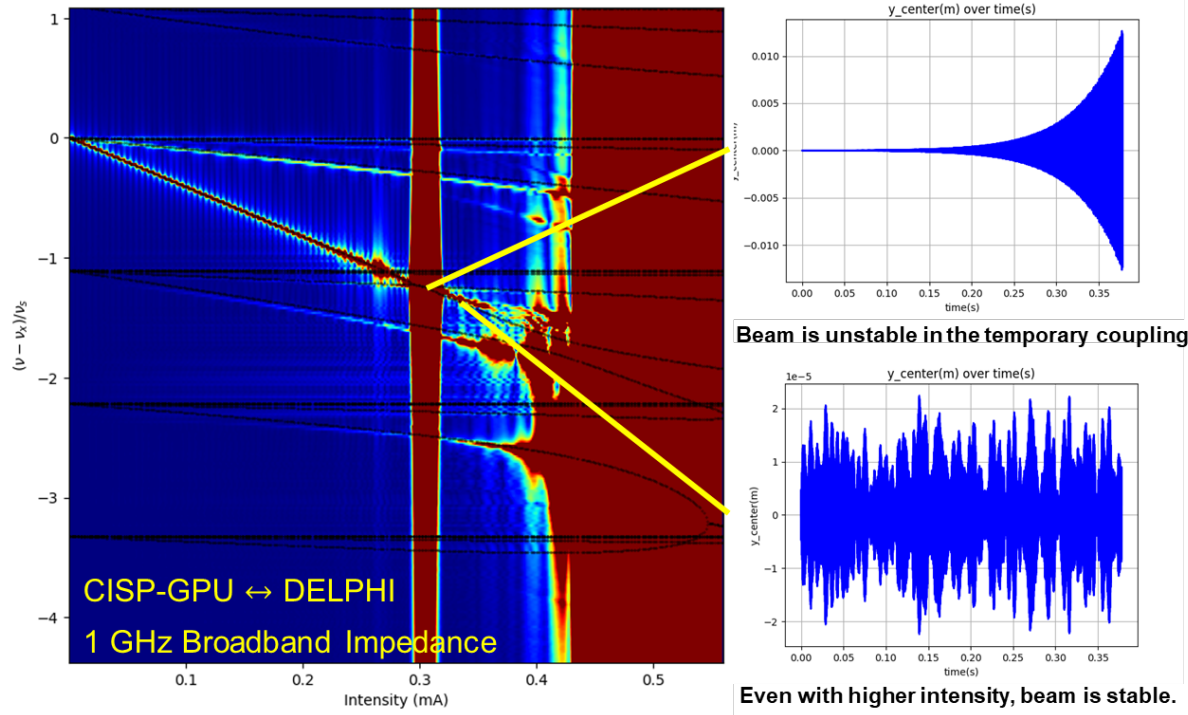 1
0
−1
−2
−3
−4
(ν − νx)/νs
0.1
0.2
0.3
0.4
0.5
Intensity (mA)
CISP-GPU ↔ DELPHI
1 GHz Broadband Impedance
y_center(m) over time(s)
0.010
0.005
0.000
−0.005
−0.010
y_center(m)
0.00
0.05
0.10
0.15
0.20
0.25
0.30
0.35
time(s)
Beam is unstable in the temporary coupling
y_center(m) over time(s)
1e−5
2
1
0
−1
−2
y_center(m)
0.00
0.05
0.10
0.15
0.20
0.25
0.30
0.35
time(s)
Even with higher intensity, beam is stable.